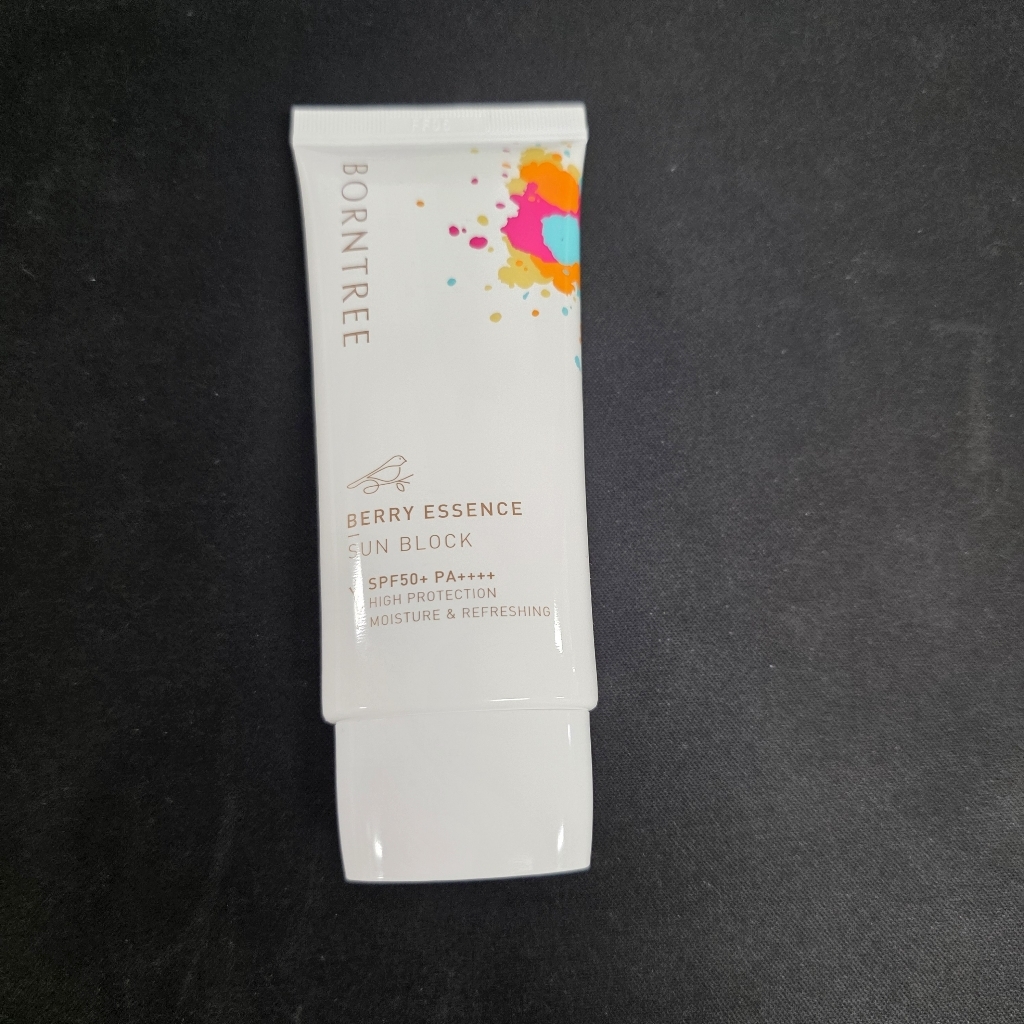 BORNTREE
BERRY ESSENCE
SUN BLOCK
SPF50+ PA++++
HIGH PROTECTION
MOISTURE & REFRESHING